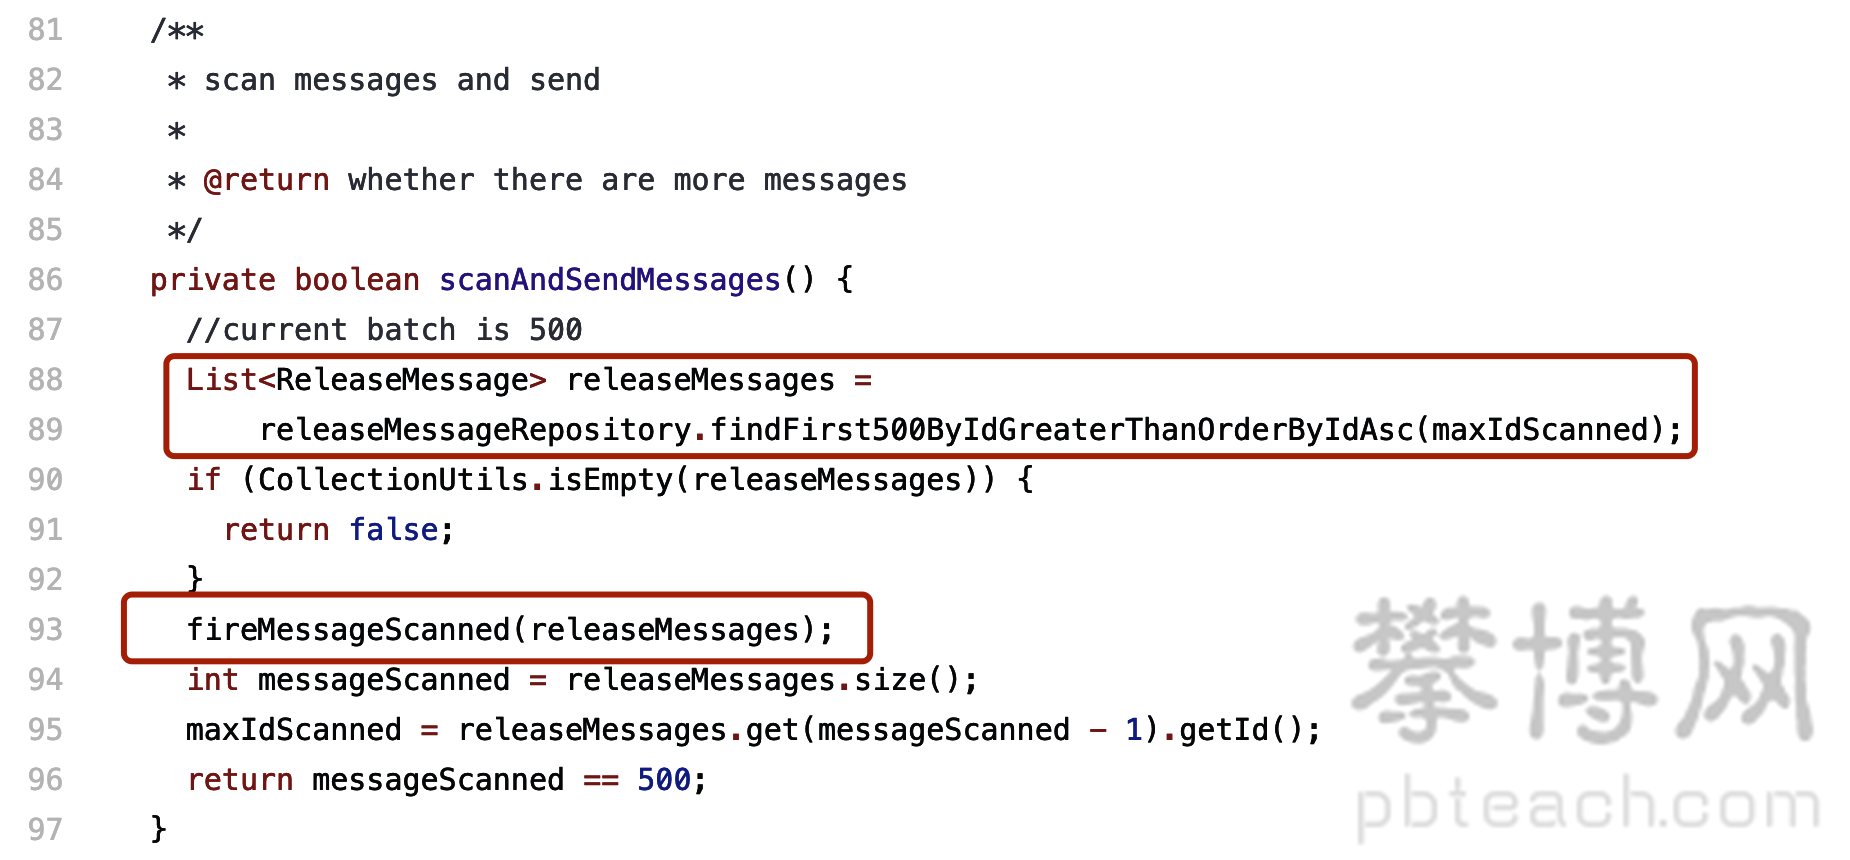 81 /**
82 * scan messages and send
83 *
84 * @return whether there are more messages
85 */
86 private boolean scanAndSendMessages() {
87 //current batch is 500
88 List<ReleaseMessage> releaseMessages =
89 releaseMessageRepository.findFirst500ByIdGreaterThanOrderByIdAsc(maxIdScanned);
90 if (CollectionUtils.isEmpty(releaseMessages)) {
91 return false;
92 }
93 fireMessageScanned(releaseMessages);
94 int messageScanned = releaseMessages.size();
95 maxIdScanned = releaseMessages.get(messageScanned - 1).getId();
96 return messageScanned == 500;
97 }
攀博网
pbteach.com